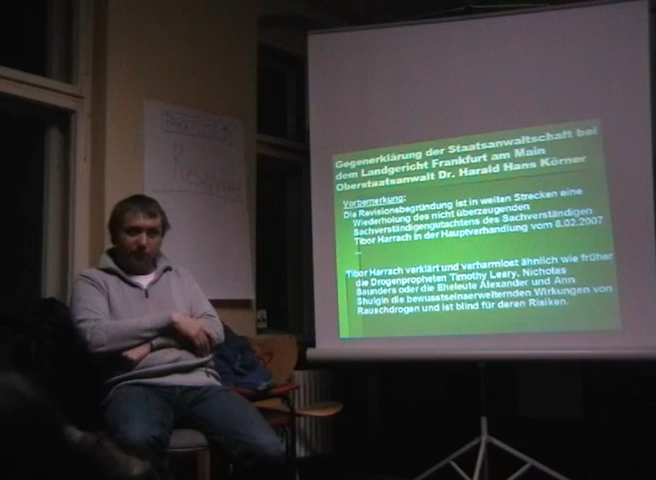 Gegenerklärung der Staatsanwaltschaft bei
dem Landgericht Frankfurt am Main
Oberstaatsanwalt Dr. Harald Hans Körner
Vorbemerkung:
Die Revisionsbegründung ist in weiten Strecken eine
Wiederholung des nicht überzeugenden
Sachverständigengutachtens des Sachverständigen
Tibor Harrach in der Hauptverhandlung vom 8.02.2007
...
Tibor Harrach verklärt und verharmlost ähnlich wie früher
die Drogenpropheten Timothy Leary, Nicholas
Saunders oder die Eheleute Alexander und Ann
Shulgin die bewusstseinserweiternden Wirkungen von
Rauschdrogen und ist blind für deren Risiken.